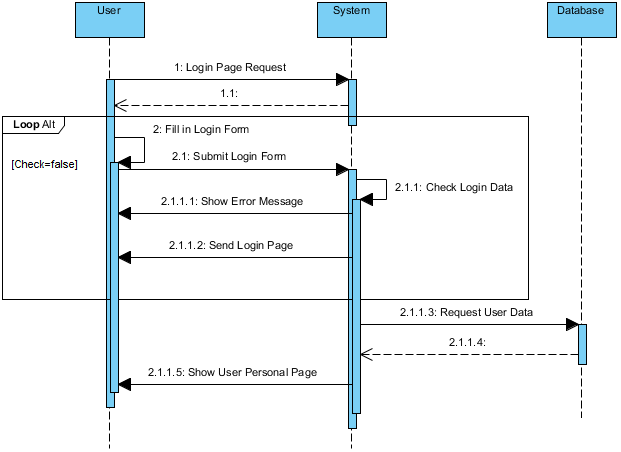 User
System
Database
1: Login Page Request
1.1:
Loop Alt
2: Fill in Login Form
[Check=false]
2.1: Submit Login Form
2.1.1: Check Login Data
2.1.1.1: Show Error Message
2.1.1.2: Send Login Page
2.1.1.3: Request User Data
2.1.1.4:
2.1.1.5: Show User Personal Page